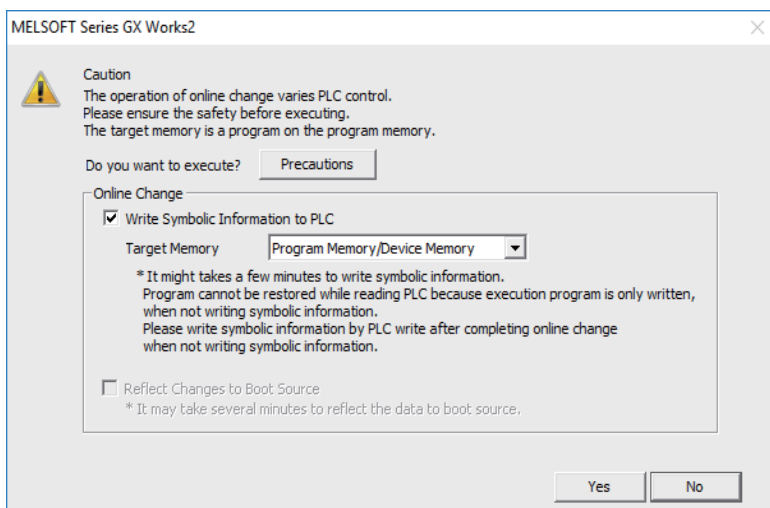 MELSOFT Series GX Works2
Caution
The operation of online change varies PLC control.
Please ensure the safety before executing.
The target memory is a program on the program memory.
Do you want to execute? Precautions
Online Change
Write Symbolic Information to PLC
Target Memory Program Memory/Device Memory
*It might takes a few minutes to write symbolic information.
Program cannot be restored while reading PLC because execution program is only written,
when not writing symbolic information.
Please write symbolic information by PLC write after completing online change
when not writing symbolic information.
Reflect Changes to Boot Source
* It may take several minutes to reflect the data to boot source.
Yes No